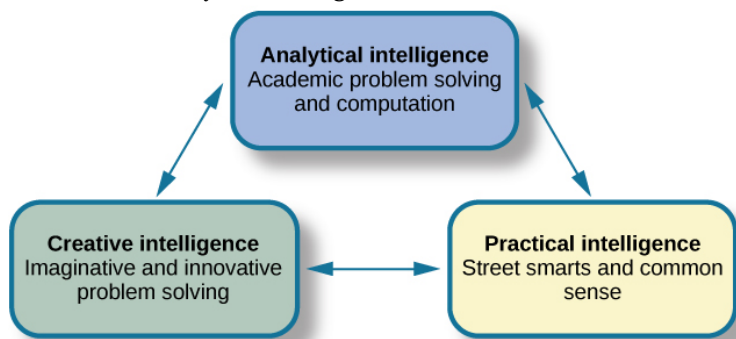 Analytical intelligence
Academic problem solving
and computation
Creative intelligence
Imaginative and innovative
problem solving
Practical intelligence
Street smarts and common
sense